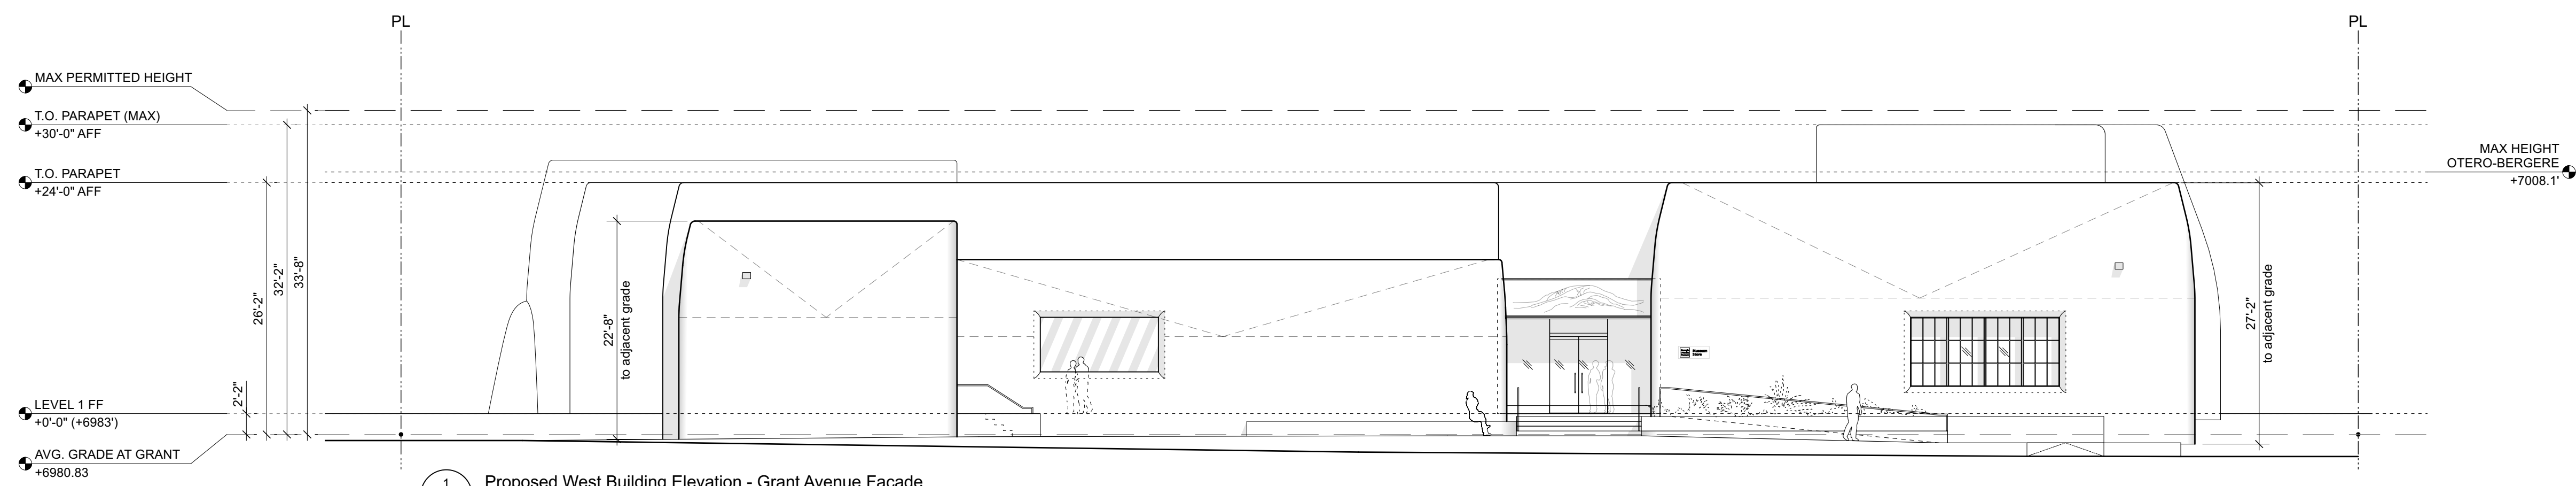 PL
PL
MAX PERMITTED HEIGHT
T.O. PARAPET (MAX)
+30'-0" AFF
T.O. PARAPET
+24'-0" AFF
MAX HEIGHT
OTERO-BERGERE
+7008.1'
33'-8"
32'-2"
26'-2"
2'-2"
22'-8"
to adjacent grade
27'-2"
to adjacent grade
Museum
Store
LEVEL 1 FF
+0'-0" (+6983')
AVG. GRADE AT GRANT
+6980.83
1
Proposed West Building Elevation - Grant Avenue Facade